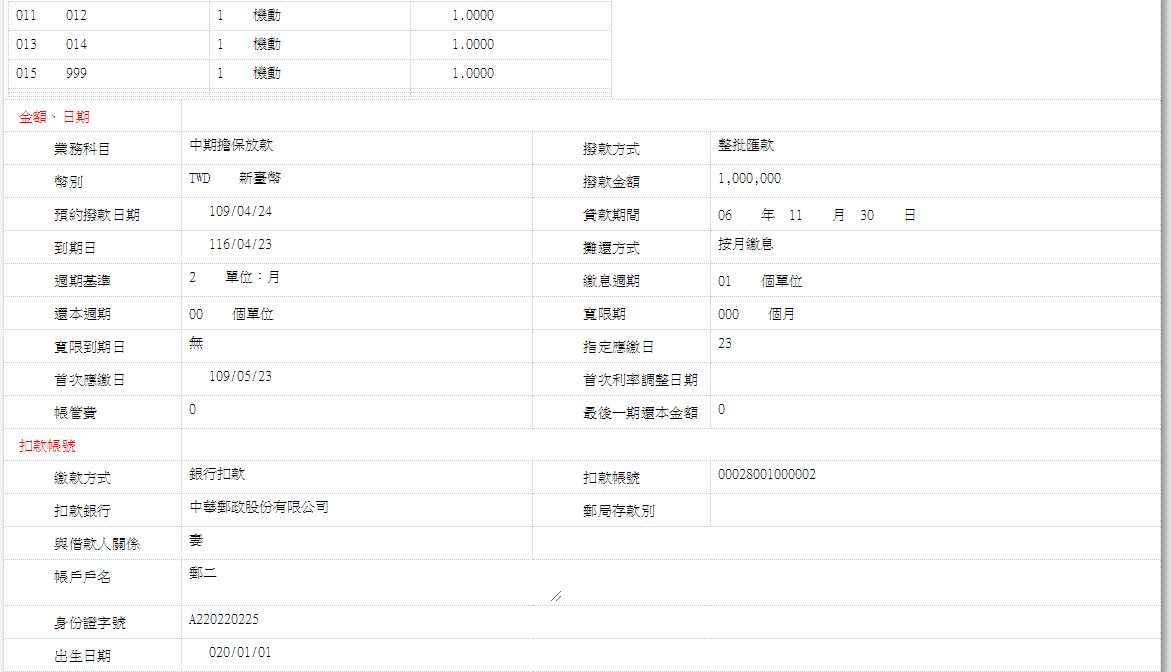 011 012 1 機動 1.0000
013 014 1 機動 1.0000
015 999 1 機動 1.0000
金額、日期
業務科目 中期擔保放款 撥款方式 整批匯款
幣別 TWD 新臺幣 撥款金額 1,000,000
預約撥款日期 109/04/24 貸款期間 06 年 11 月 30 日
到期日 116/04/23 攤還方式 按月繳息
週期基準 2 單位：月 繳息週期 01 個單位
還本週期 00 個單位 寬限期 000 個月
寬限到期日 無 指定應繳日 23
首次應繳日 109/05/23 首次利率調整日期
帳管費 0 最後一期還本金額 0
扣款帳號
繳款方式 銀行扣款 扣款帳號 00028001000002
扣款銀行 中華郵政股份有限公司 郵局存款別
與借款人關係 妻
帳戶戶名 郵二
身份證字號 A220220225
出生日期 020/01/01